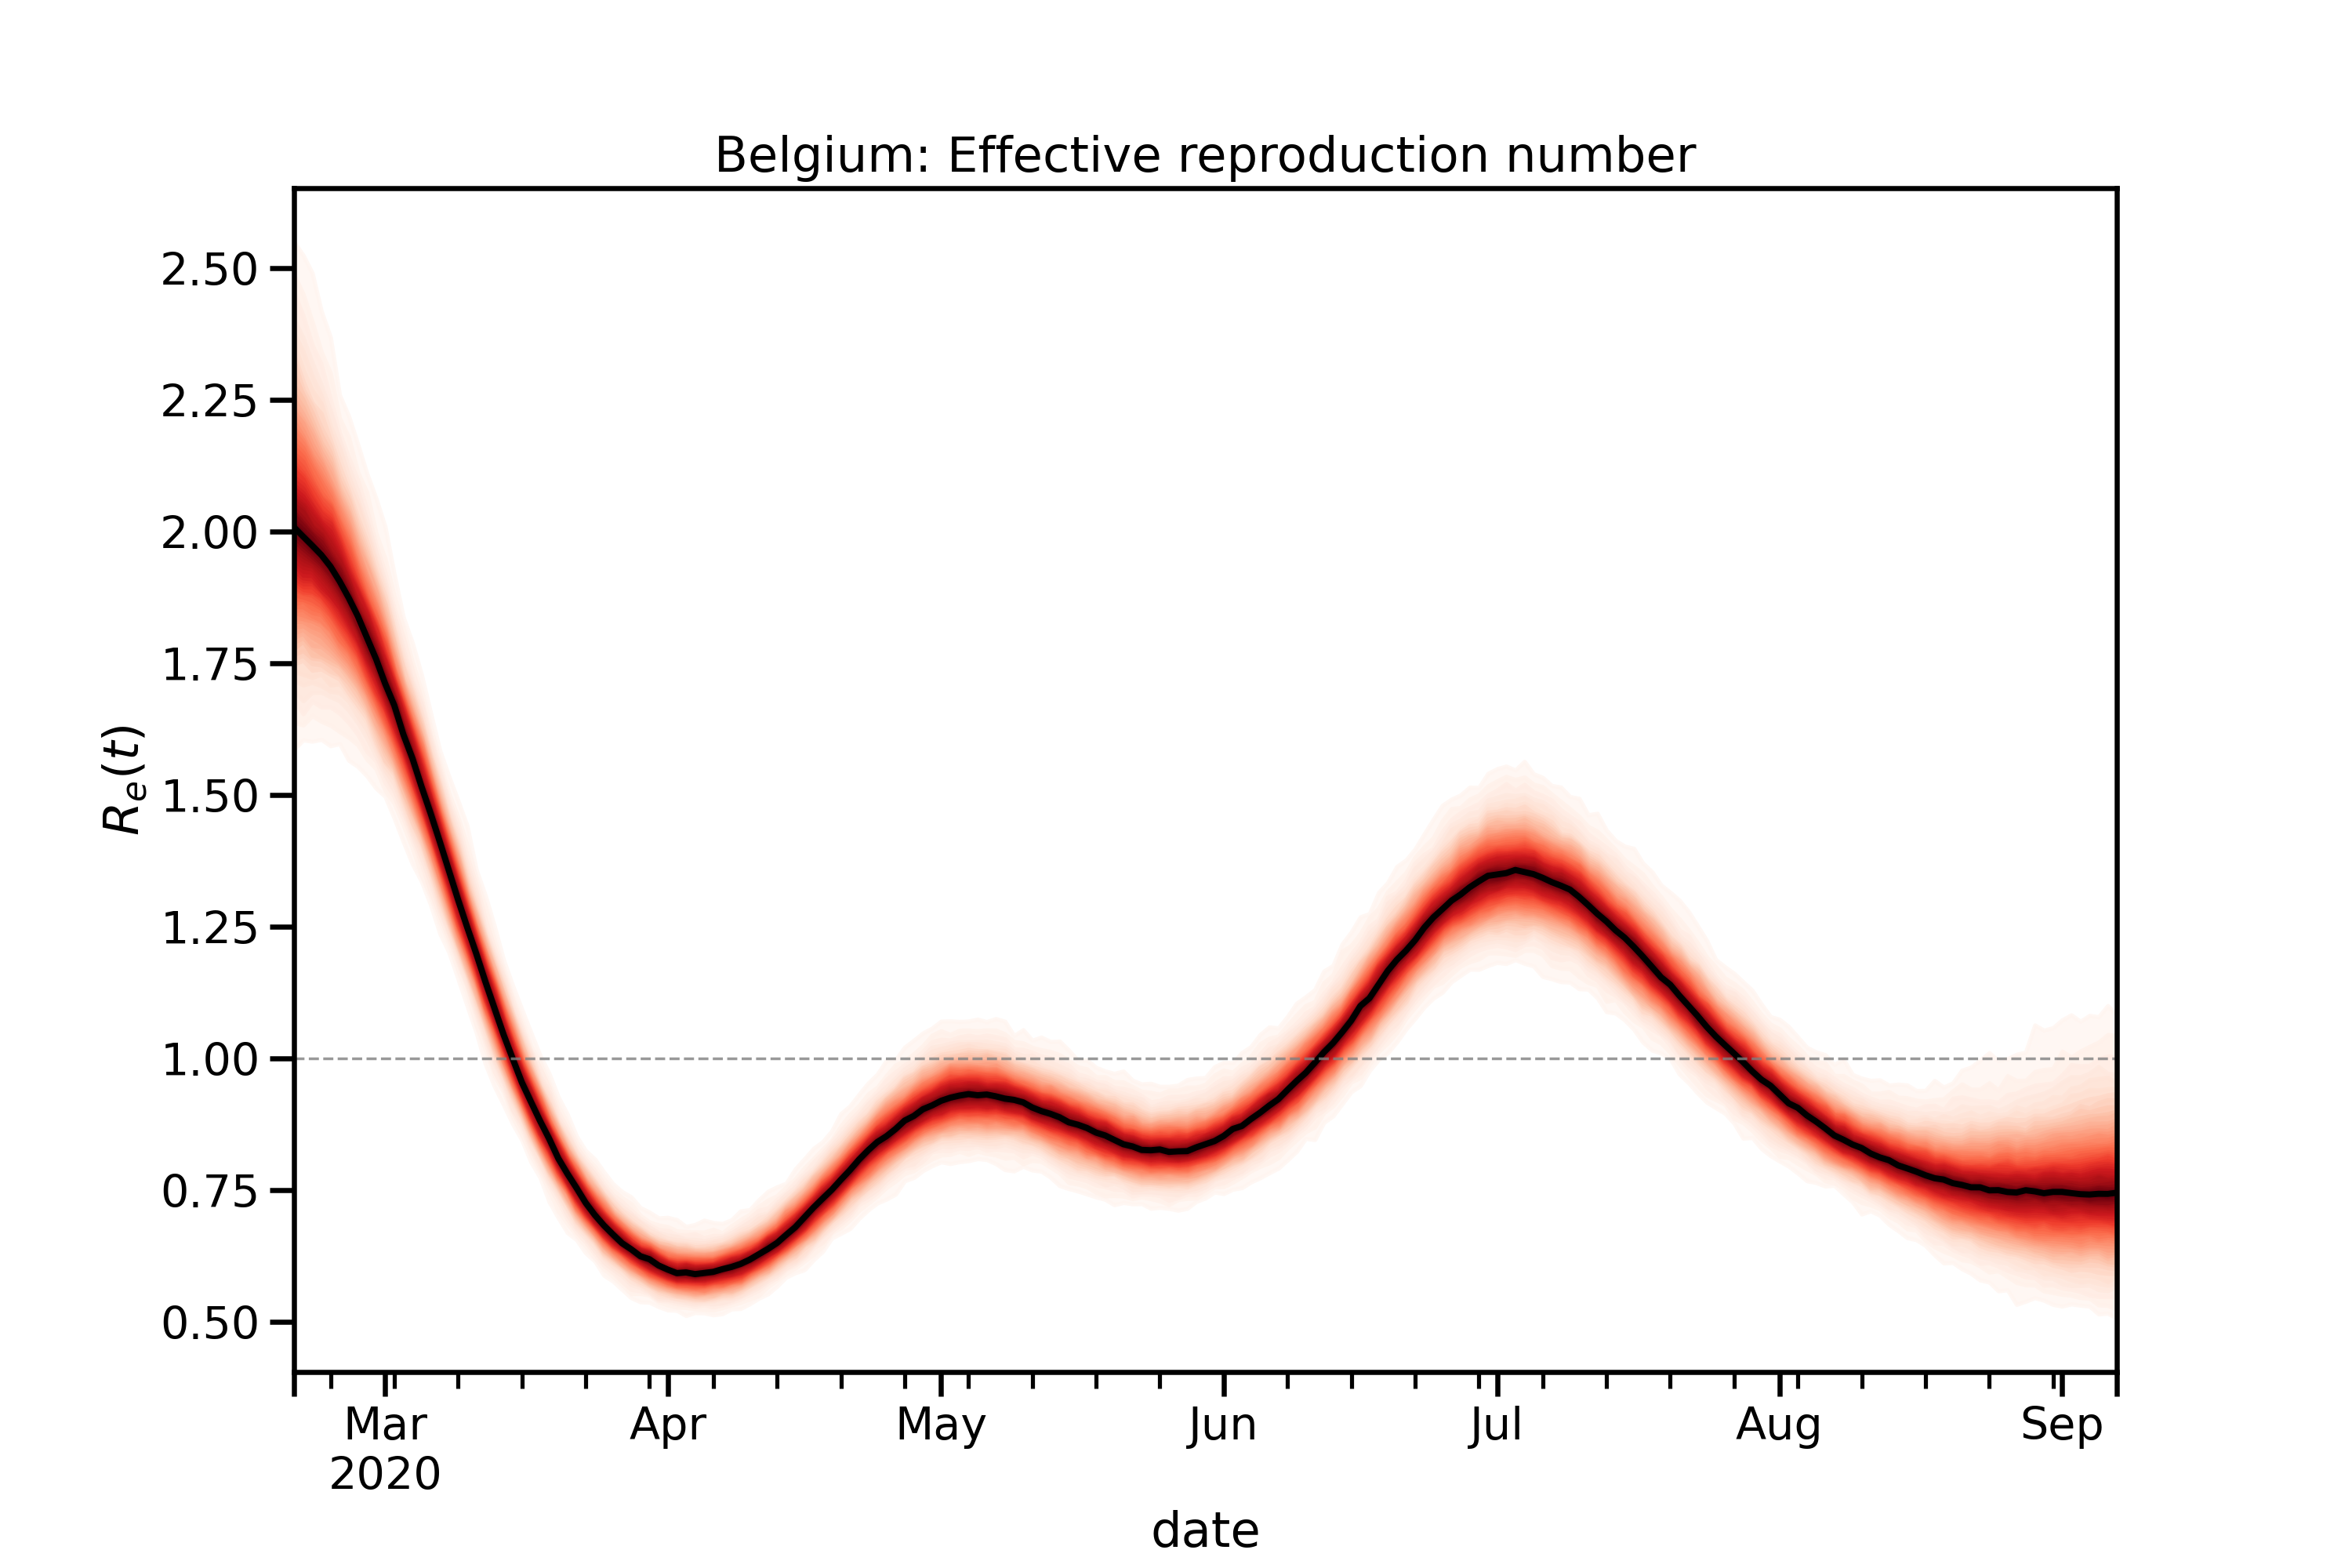 Belgium: Effective reproduction number
2.50
2.25
2.00
1.75
1.50
1.25
1.00
0.75
0.50
Rₑ(t)
Mar Apr May Jun Jul Aug Sep
2020
date